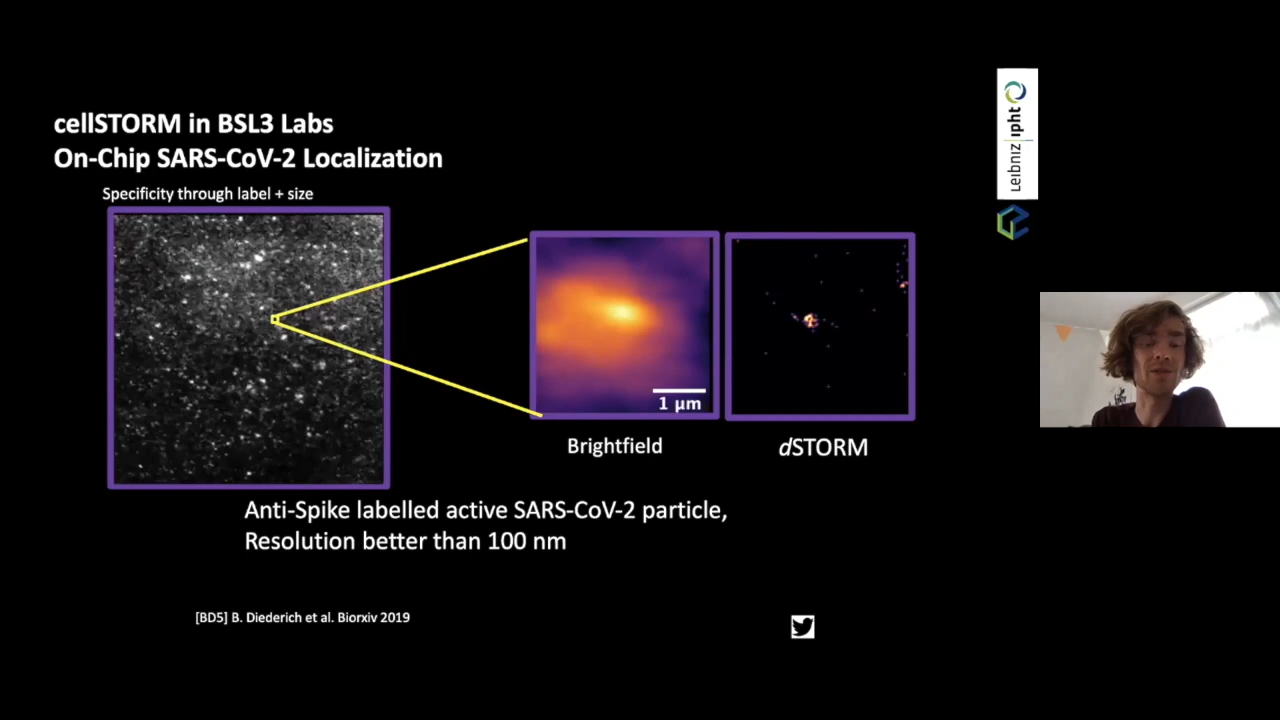 cellSTORM in BSL3 Labs
On-Chip SARS-CoV-2 Localization
Specificity through label + size
1 µm
Brightfield
dSTORM
Anti-Spike labelled active SARS-CoV-2 particle,
Resolution better than 100 nm
[BD5] B. Diederich et al. Biorxiv 2019
Leibniz ipht